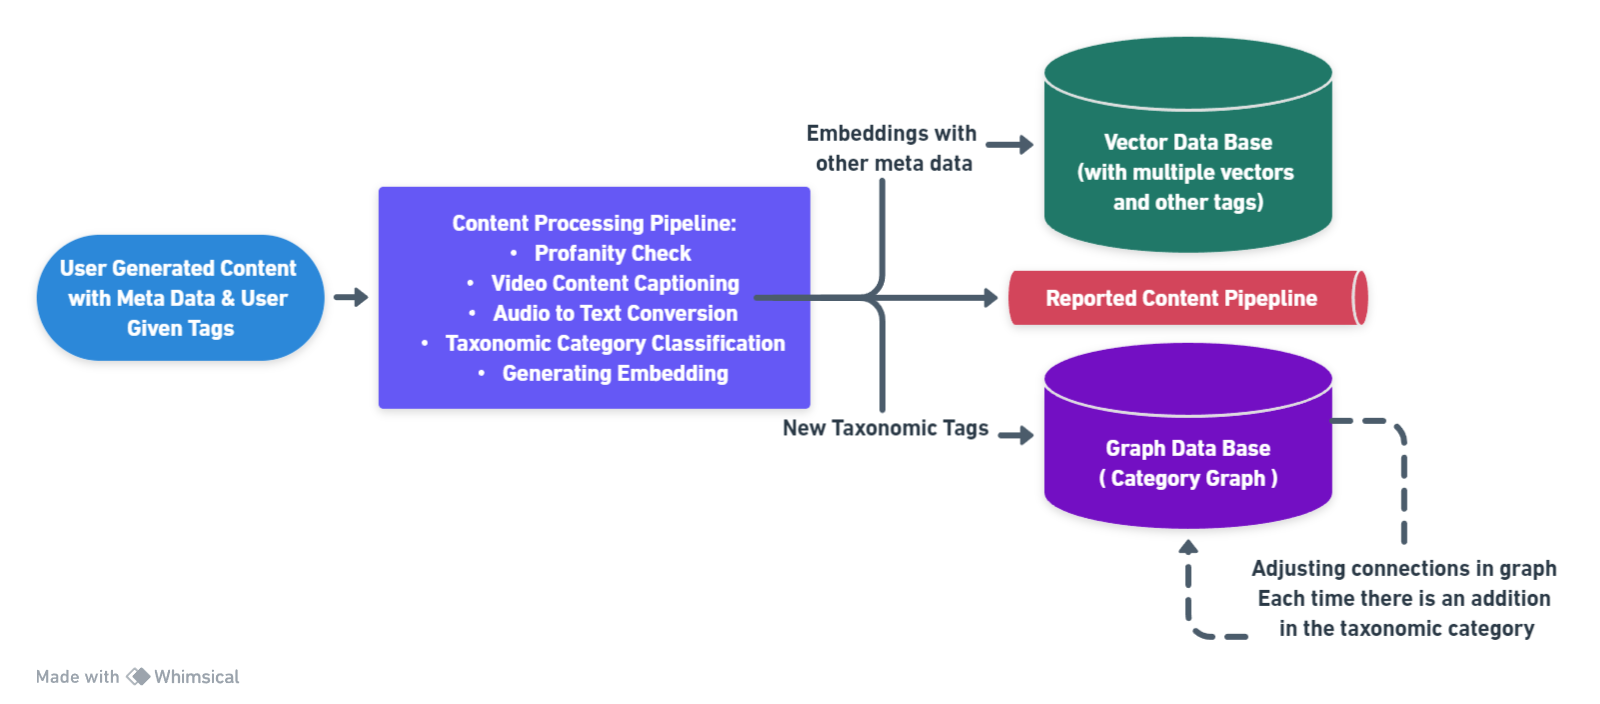 User Generated Content
with Meta Data & User
Given Tags
Content Processing Pipeline:
• Profanity Check
• Video Content Captioning
• Audio to Text Conversion
• Taxonomic Category Classification
• Generating Embedding
Embeddings with
other meta data
Vector Data Base
(with multiple vectors
and other tags)
Reported Content Pipepline
New Taxonomic Tags
Graph Data Base
( Category Graph )
Adjusting connections in graph
Each time there is an addition
in the taxonomic category
Made with Whimsical